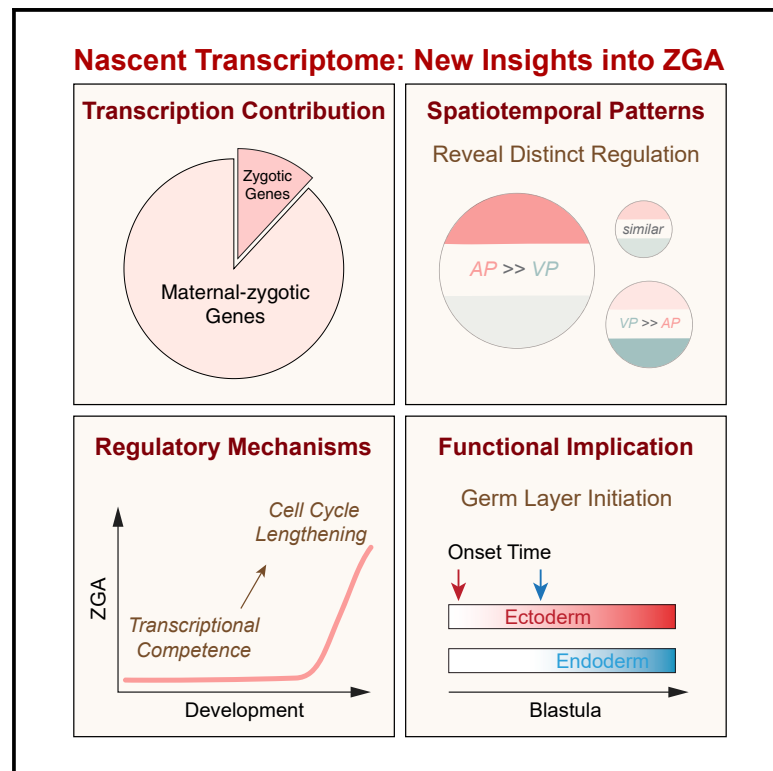 Nascent Transcriptome: New Insights into ZGA
Transcription Contribution
Zygotic
Genes
Maternal-zygotic
Genes
Spatiotemporal Patterns
Reveal Distinct Regulation
AP >> VP
similar
VP >> AP
Regulatory Mechanisms
ZGA
Cell Cycle
Lengthening
Transcriptional
Competence
Development
Functional Implication
Germ Layer Initiation
Onset Time
Ectoderm
Endoderm
Blastula